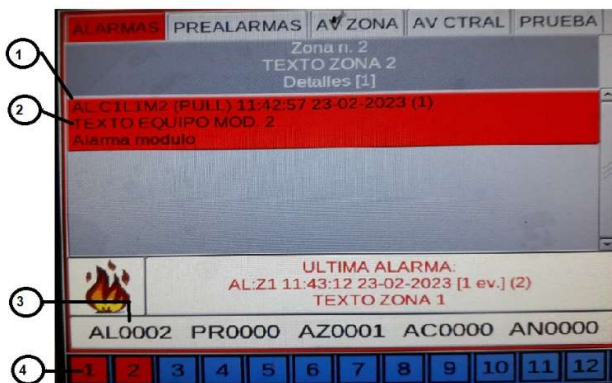 ALARMAS PREALARMAS AV ZONA AV CTRAL PRUEBA
Zona n. 2
TEXTO ZONA 2
Detalles [1]
1
AL C1L1M2 (PULL) 11:42:57 23-02-2023 (1)
2
TEXTO EQUIPO MOD. 2
Alarma modulo
ULTIMA ALARMA:
AL:Z1 11:43:12 23-02-2023 [1 ev.] (2)
TEXTO ZONA 1
3
AL0002 PR0000 AZ0001 AC0000 AN0000
4
1 2 3 4 5 6 7 8 9 10 11 12